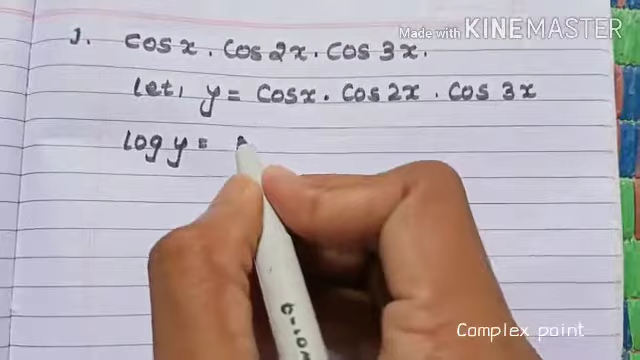 Made with KINEMASTER
1. cos x . cos 2x . cos 3x .
let, y = cos x . cos 2x . cos 3x
log y =
Complex point